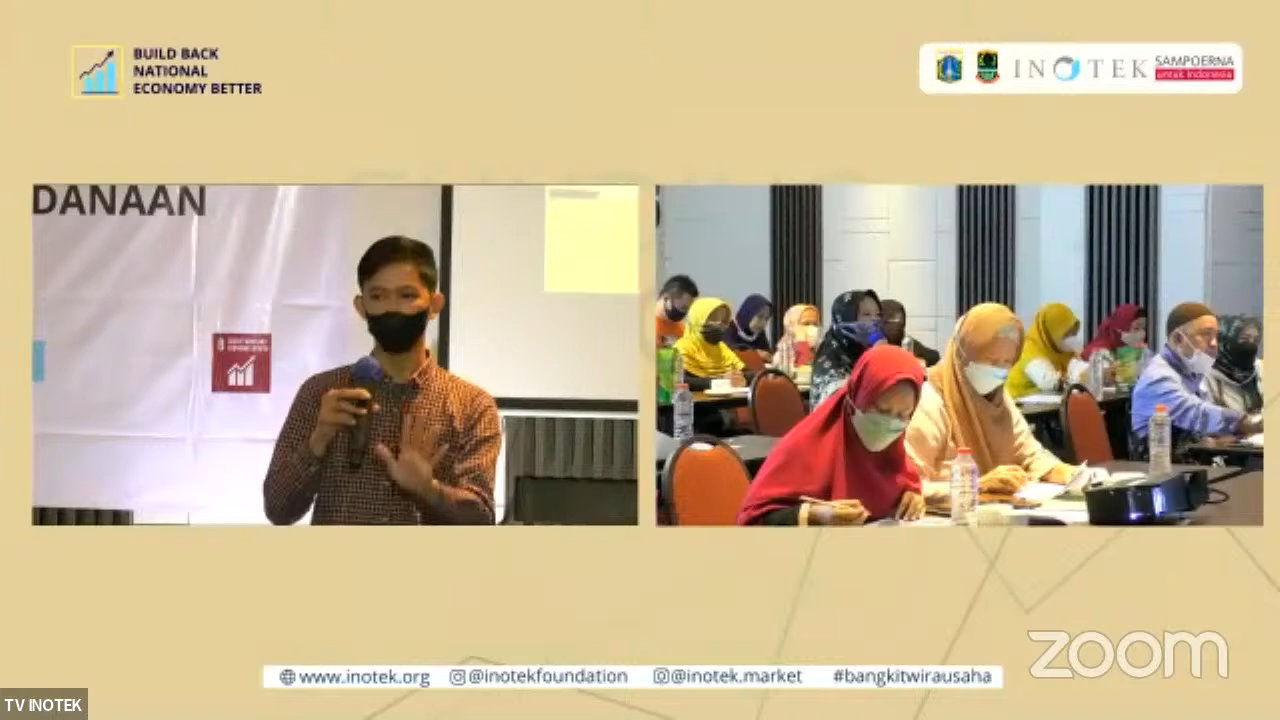 BUILD BACK
NATIONAL
ECONOMY BETTER
INOTEK
SAMPOERNA
untuk Indonesia
DANAAN
zoom
www.inotek.org
@inotekfoundation
@inotek.market
#bangkitwirausaha
TV INOTEK